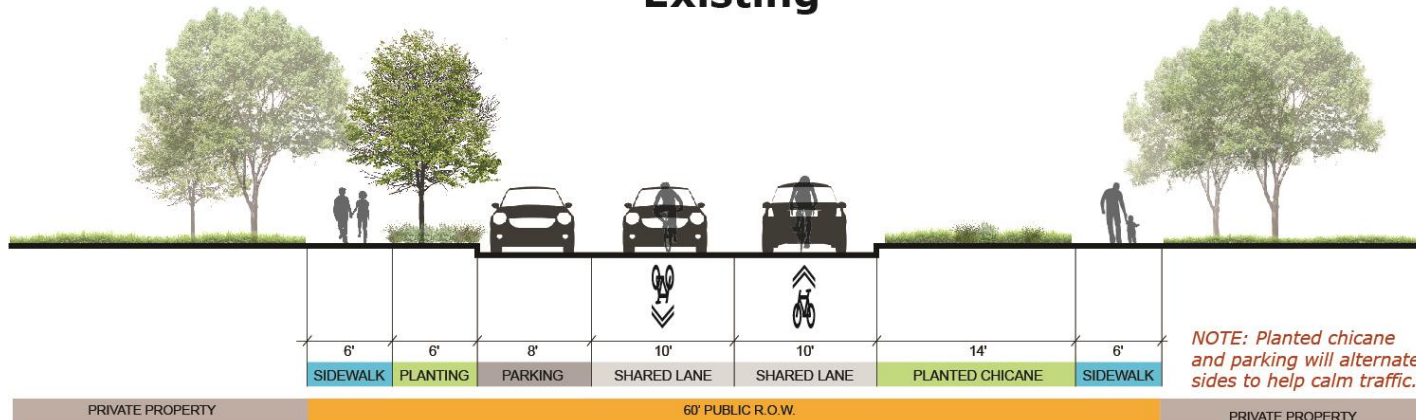 Existing
6' 6' 8' 10' 10' 14' 6'
SIDEWALK PLANTING PARKING SHARED LANE SHARED LANE PLANTED CHICANE SIDEWALK
NOTE: Planted chicane
and parking will alternate
sides to help calm traffic.
PRIVATE PROPERTY 60' PUBLIC R.O.W. PRIVATE PROPERTY